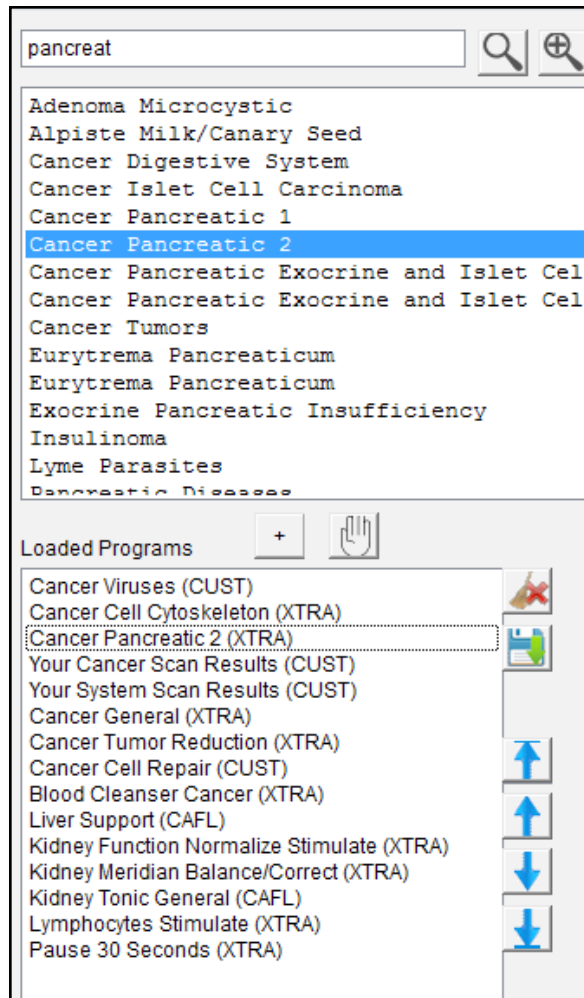 pancreat
Adenoma Microcystic
Alpiste Milk/Canary Seed
Cancer Digestive System
Cancer Islet Cell Carcinoma
Cancer Pancreatic 1
Cancer Pancreatic 2
Cancer Pancreatic Exocrine and Islet Cel
Cancer Pancreatic Exocrine and Islet Cel
Cancer Tumors
Eurytrema Pancreaticum
Eurytrema Pancreaticum
Exocrine Pancreatic Insufficiency
Insulinoma
Lyme Parasites
Pancreatic Diseases
+
Loaded Programs
Cancer Viruses (CUST)
Cancer Cell Cytoskeleton (XTRA)
Cancer Pancreatic 2 (XTRA)
Your Cancer Scan Results (CUST)
Your System Scan Results (CUST)
Cancer General (XTRA)
Cancer Tumor Reduction (XTRA)
Cancer Cell Repair (CUST)
Blood Cleanser Cancer (XTRA)
Liver Support (CAFL)
Kidney Function Normalize Stimulate (XTRA)
Kidney Meridian Balance/Correct (XTRA)
Kidney Tonic General (CAFL)
Lymphocytes Stimulate (XTRA)
Pause 30 Seconds (XTRA)